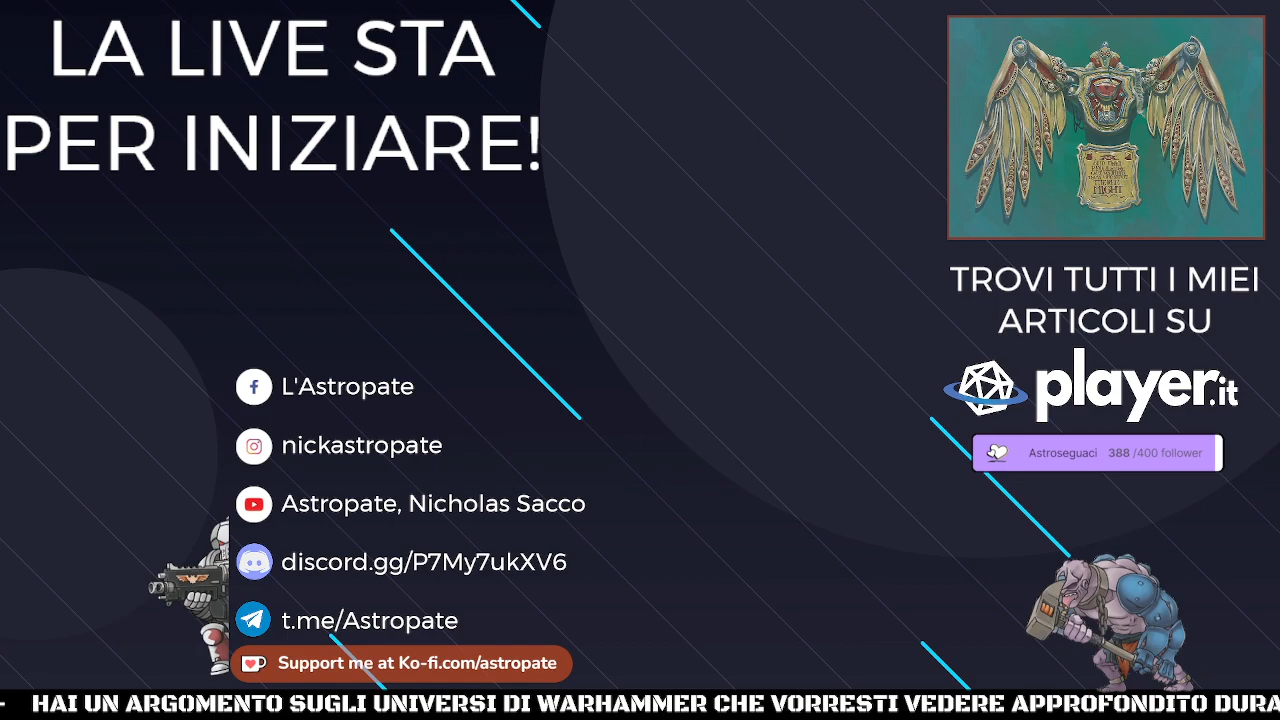 LA LIVE STA
PER INIZIARE!
MIGHT
TROVI TUTTI I MIEI
ARTICOLI SU
player.it
Astroseguaci 388 /400 follower
L'Astropate
nickastropate
Astropate, Nicholas Sacco
discord.gg/P7My7ukXV6
t.me/Astropate
Support me at Ko-fi.com/astropate
- HAI UN ARGOMENTO SUGLI UNIVERSI DI WARHAMMER CHE VORRESTI VEDERE APPROFONDITO DURA